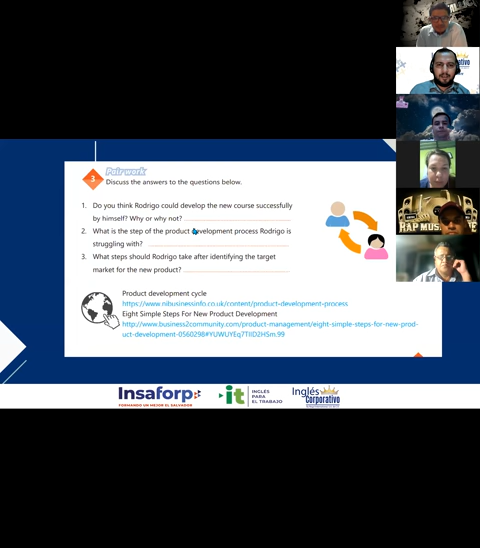 Pair work
3
Discuss the answers to the questions below.
1. Do you think Rodrigo could develop the new course successfully
by himself? Why or why not?
2. What is the step of the product development process Rodrigo is
struggling with?
3. What steps should Rodrigo take after identifying the target
market for the new product?
Product development cycle
https://www.nibusinessinfo.co.uk/content/product-development-process
Eight Simple Steps For New Product Development
http://www.business2community.com/product-management/eight-simple-steps-for-new-prod-
uct-development-0560298#YUWUYEq7TIID2HSm.99
Insaforp
FORMANDO UN MEJOR EL SALVADOR
it
INGLÉS
PARA
EL TRABAJO
Inglés
Corporativo
RAP MUSIC